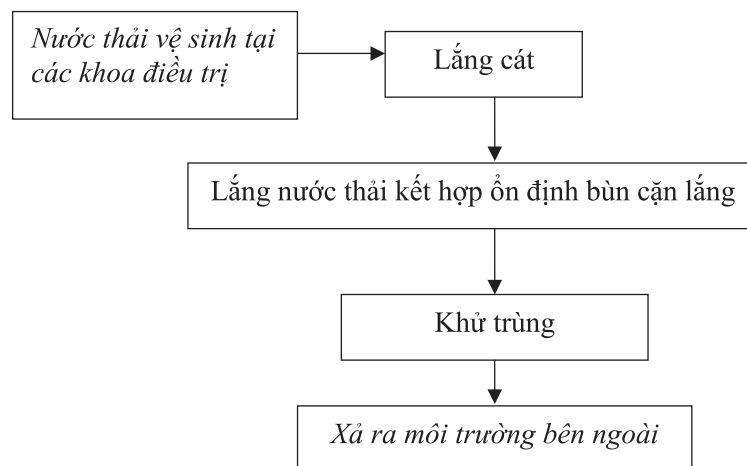 Nước thải vệ sinh tại
các khoa điều trị
Lắng cát
Lắng nước thải kết hợp ổn định bùn cặn lắng
Khử trùng
Xả ra môi trường bên ngoài